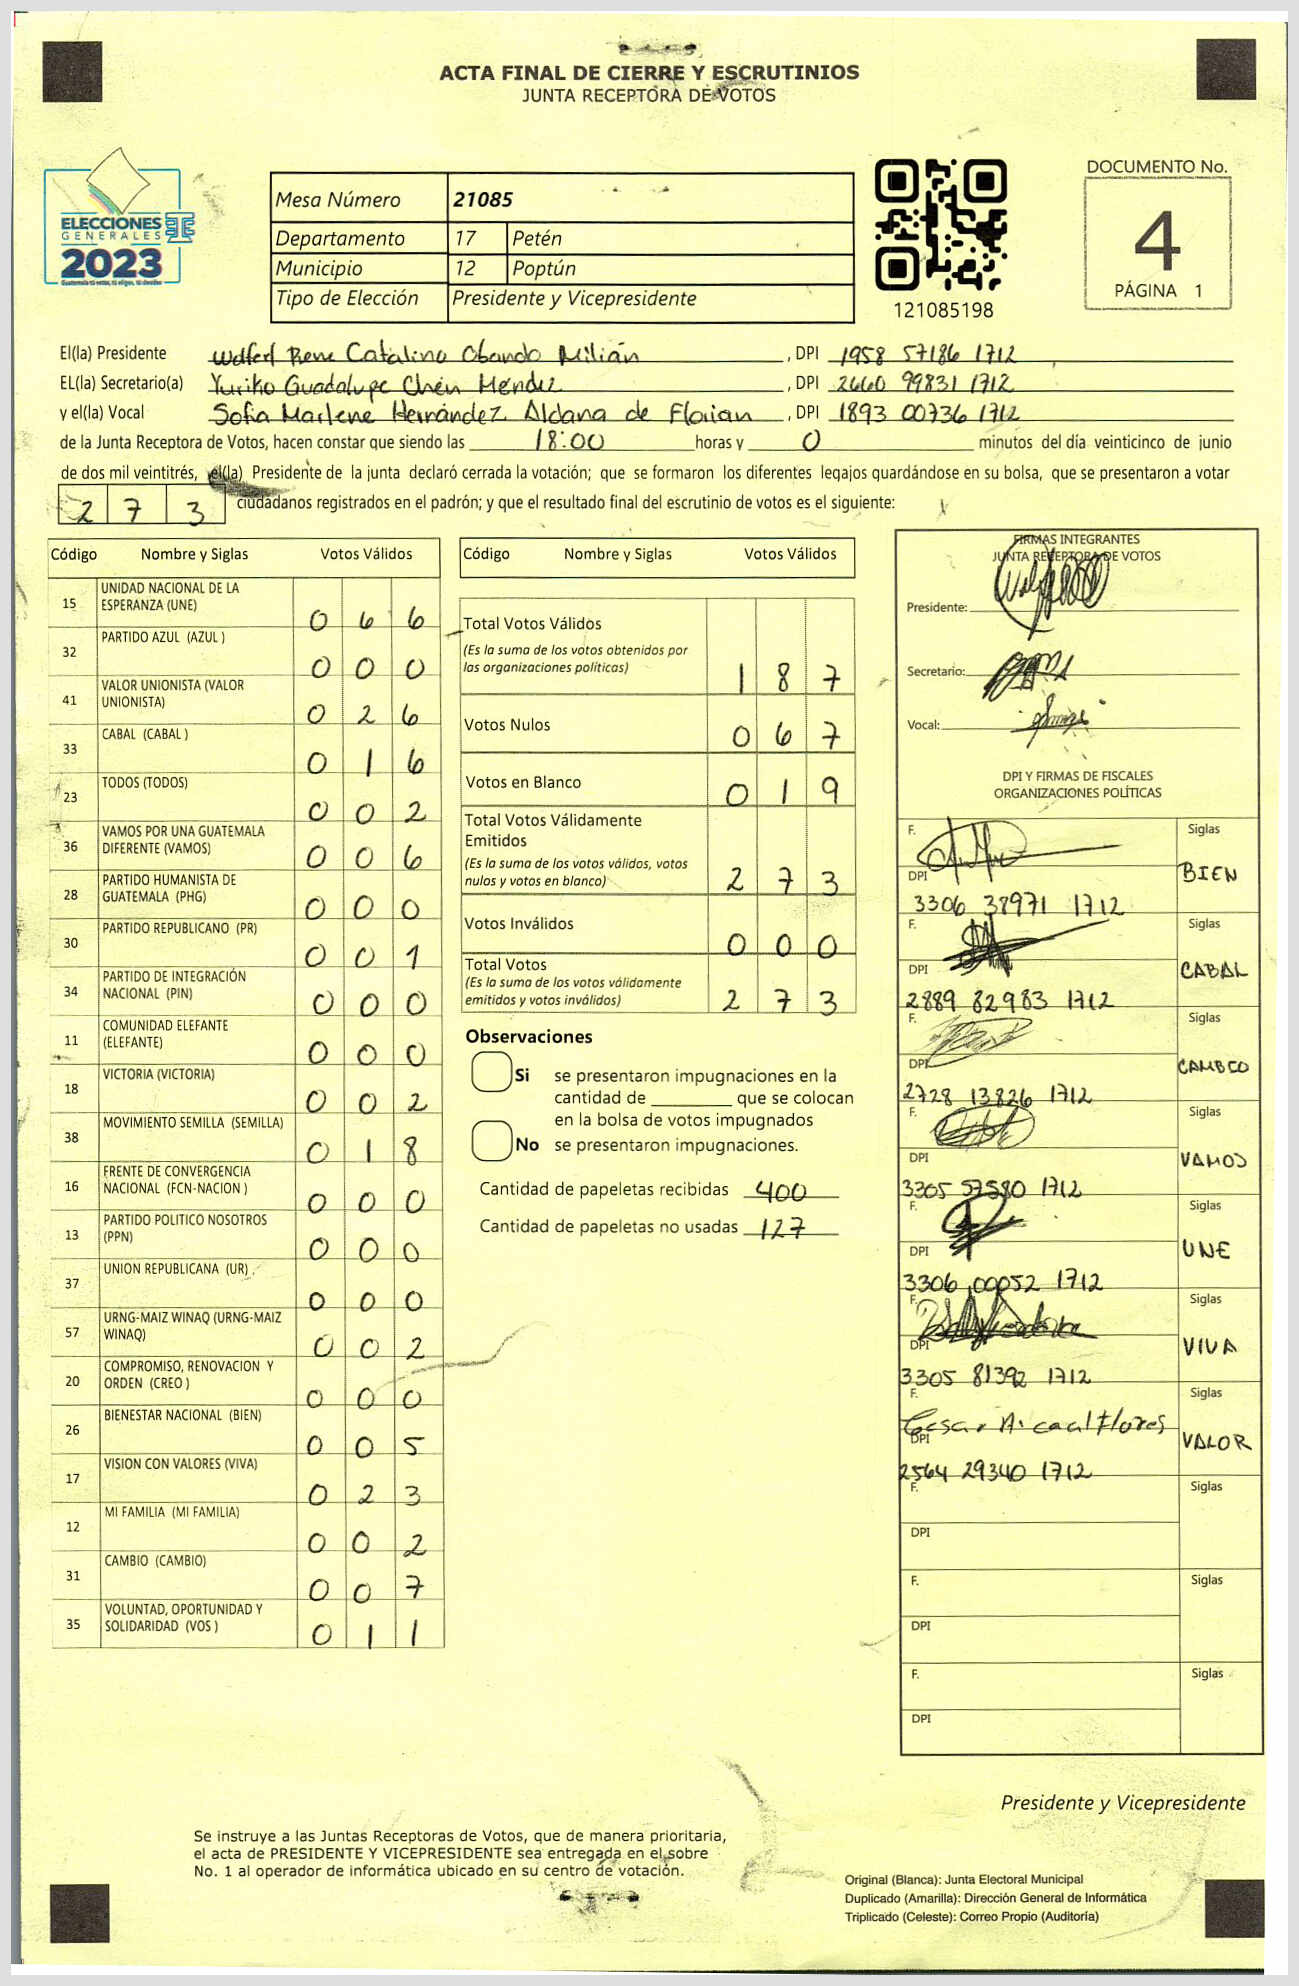 ACTA FINAL DE CIERRE Y ESCRUTINIOS
JUNTA RECEPTORA DE VOTOS
ELECCIONES
GENERALES
2023
Mesa Número 21085
Departamento 17 Petén
Municipio 12 Poptún
Tipo de Elección Presidente y Vicepresidente
121085198
DOCUMENTO No.
4
PÁGINA 1
El(la) Presidente Rene Catalino Obando Milián , DPI 1958 57186 1712
EL(la) Secretario(a) Yuriko Guadalupe Chén Méndez , DPI 2660 99831 1712
y el(la) Vocal Sofia Marlene Hernández Aldana de Florian , DPI 1893 00736 1712
de la Junta Receptora de Votos, hacen constar que siendo las 18:00 horas y 0 minutos del día veinticinco de junio
de dos mil veintitrés, el(la) Presidente de la junta declaró cerrada la votación; que se formaron los diferentes legajos guardándose en su bolsa, que se presentaron a votar
2 7 3 ciudadanos registrados en el padrón; y que el resultado final del escrutinio de votos es el siguiente:
Código Nombre y Siglas Votos Válidos
15 UNIDAD NACIONAL DE LA
ESPERANZA (UNE) 0 6 6
32 PARTIDO AZUL (AZUL ) 0 0 0
41 VALOR UNIONISTA (VALOR
UNIONISTA) 0 2 6
33 CABAL (CABAL ) 0 1 6
23 TODOS (TODOS) 0 0 2
36 VAMOS POR UNA GUATEMALA
DIFERENTE (VAMOS) 0 0 6
28 PARTIDO HUMANISTA DE
GUATEMALA (PHG) 0 0 0
30 PARTIDO REPUBLICANO (PR) 0 0 1
34 PARTIDO DE INTEGRACIÓN
NACIONAL (PIN) 0 0 0
11 COMUNIDAD ELEFANTE
(ELEFANTE) 0 0 0
18 VICTORIA (VICTORIA) 0 0 2
38 MOVIMIENTO SEMILLA (SEMILLA) 0 1 8
16 FRENTE DE CONVERGENCIA
NACIONAL (FCN-NACION ) 0 0 0
13 PARTIDO POLITICO NOSOTROS
(PPN) 0 0 0
37 UNION REPUBLICANA (UR) 0 0 0
57 URNG-MAIZ WINAQ (URNG-MAIZ
WINAQ) 0 0 2
20 COMPROMISO, RENOVACION Y
ORDEN (CREO ) 0 0 0
26 BIENESTAR NACIONAL (BIEN) 0 0 5
17 VISION CON VALORES (VIVA) 0 2 3
12 MI FAMILIA (MI FAMILIA) 0 0 2
31 CAMBIO (CAMBIO) 0 0 7
35 VOLUNTAD, OPORTUNIDAD Y
SOLIDARIDAD (VOS ) 0 1 1
Código Nombre y Siglas Votos Válidos
Total Votos Válidos
(Es la suma de los votos obtenidos por
las organizaciones políticas) 1 8 7
Votos Nulos 0 6 7
Votos en Blanco 0 1 9
Total Votos Válidamente
Emitidos
(Es la suma de los votos válidos, votos
nulos y votos en blanco) 2 7 3
Votos Inválidos 0 0 0
Total Votos
(Es la suma de los votos válidamente
emitidos y votos inválidos) 2 7 3
Observaciones
Si se presentaron impugnaciones en la
cantidad de ________ que se colocan
en la bolsa de votos impugnados
No se presentaron impugnaciones.
Cantidad de papeletas recibidas 400
Cantidad de papeletas no usadas 127
FIRMAS INTEGRANTES
JUNTA RECEPTORA DE VOTOS
Presidente:
Secretario:
Vocal:
DPI Y FIRMAS DE FISCALES
ORGANIZACIONES POLÍTICAS
F. Siglas
DPI BIEN
3306 38971 1712
F. Siglas
DPI CABAL
2889 82983 1712
F. Siglas
DPI CAMBIO
2728 13826 1712
F. Siglas
DPI VAMOS
3305 57580 1712
F. Siglas
DPI UNE
3306 00052 1712
F. Siglas
DPI VIVA
3305 81392 1712
F. Siglas
Cesar A. caal Flores
DPI VALOR
2564 29340 1712
F. Siglas
DPI
F. Siglas
DPI
F. Siglas
DPI
Presidente y Vicepresidente
Se instruye a las Juntas Receptoras de Votos, que de manera prioritaria,
el acta de PRESIDENTE Y VICEPRESIDENTE sea entregada en el sobre
No. 1 al operador de informática ubicado en su centro de votación.
Original (Blanca): Junta Electoral Municipal
Duplicado (Amarilla): Dirección General de Informática
Triplicado (Celeste): Correo Propio (Auditoría)